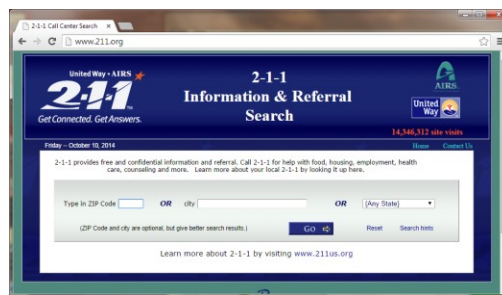 2-1-1 Call Center Search
www.211.org
United Way • AIRS
2-1-1
Get Connected. Get Answers.
2-1-1
Information & Referral
Search
AIRS
United
Way
14,346,312 site visits
Friday -- October 10, 2014
Home Contact Us
2-1-1 provides free and confidential information and referral. Call 2-1-1 for help with food, housing, employment, health
care, counseling and more. Learn more about your local 2-1-1 by looking it up here.
Type in ZIP Code OR city OR (Any State)
(ZIP Code and city are optional, but give better search results.) Go Reset Search hints
Learn more about 2-1-1 by visiting www.211us.org